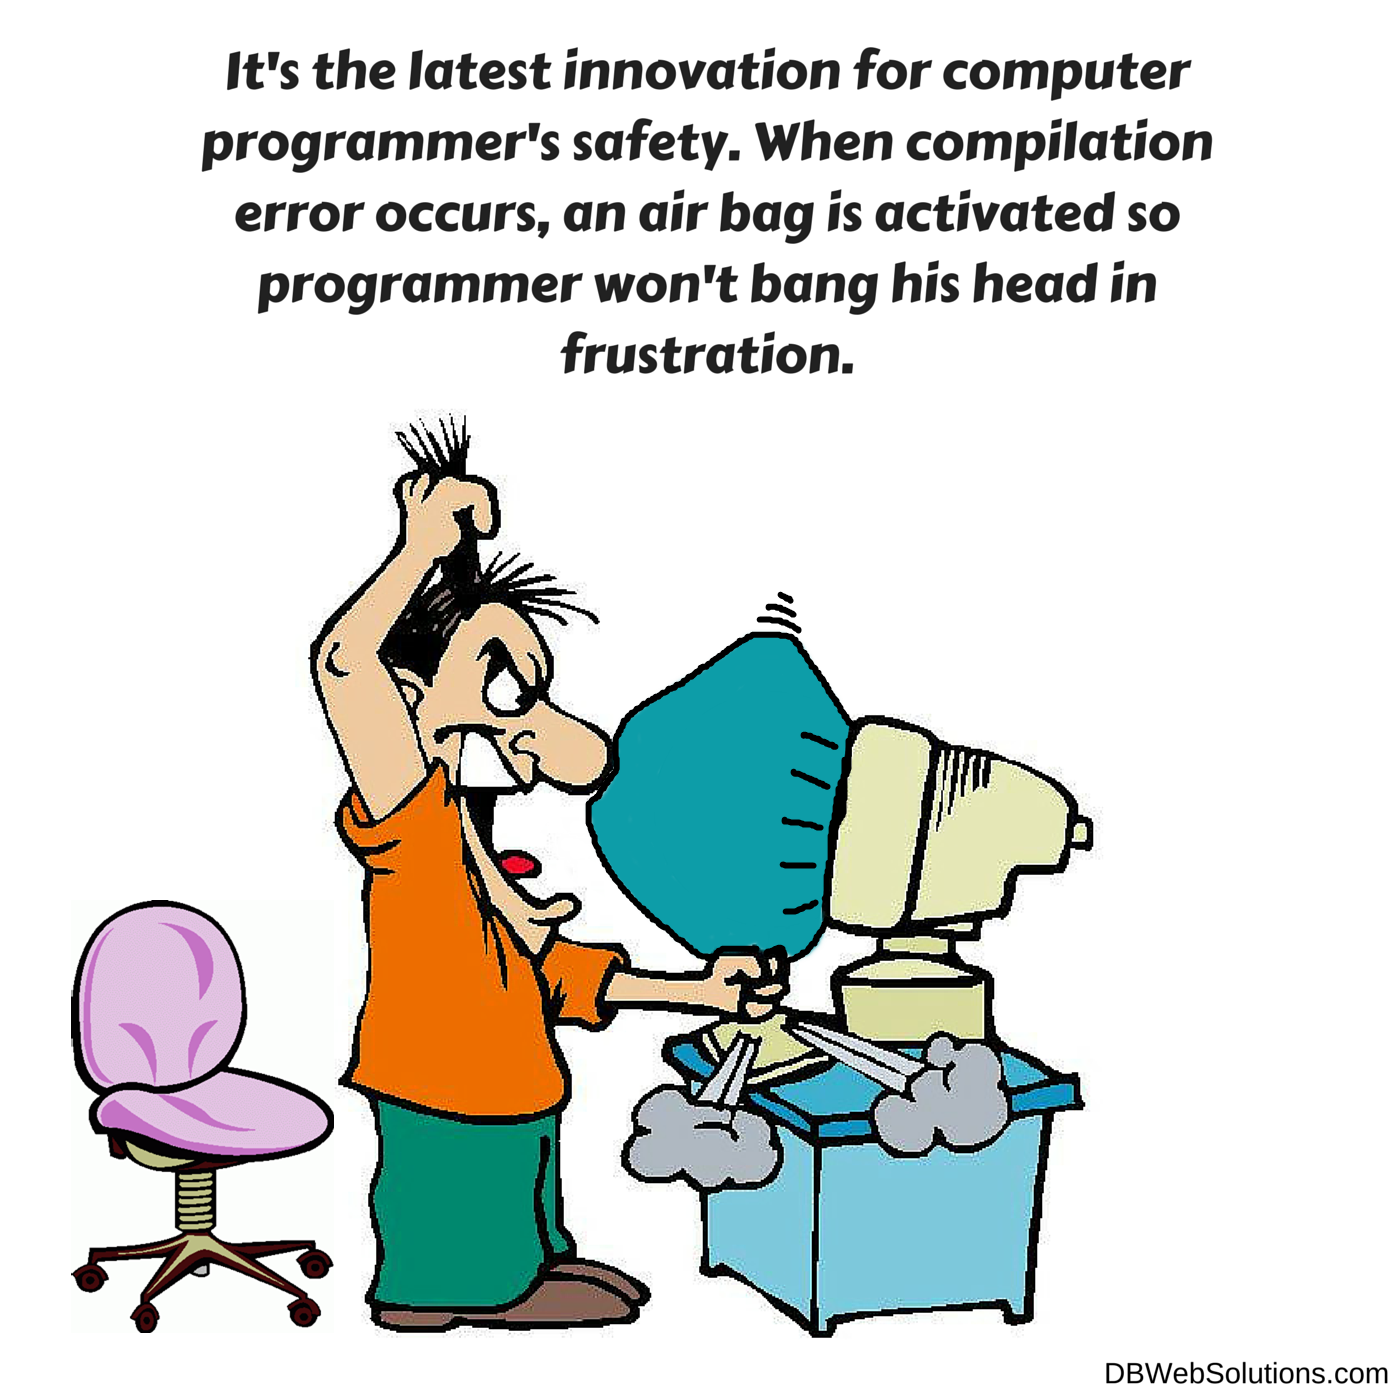 It's the latest innovation for computer
programmer's safety. When compilation
error occurs, an air bag is activated so
programmer won't bang his head in
frustration.
DBWebSolutions.com